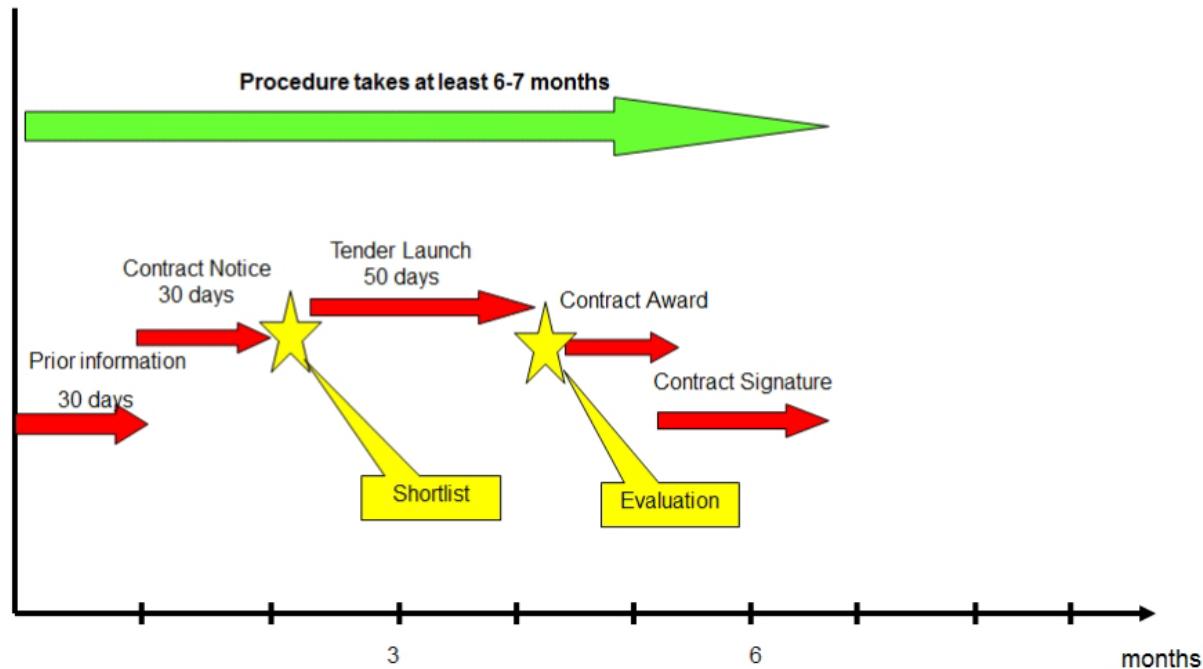 Procedure takes at least 6-7 months
Tender Launch
50 days
Contract Notice
30 days
Contract Award
Prior information
30 days
Contract Signature
Shortlist
Evaluation
3
6
months